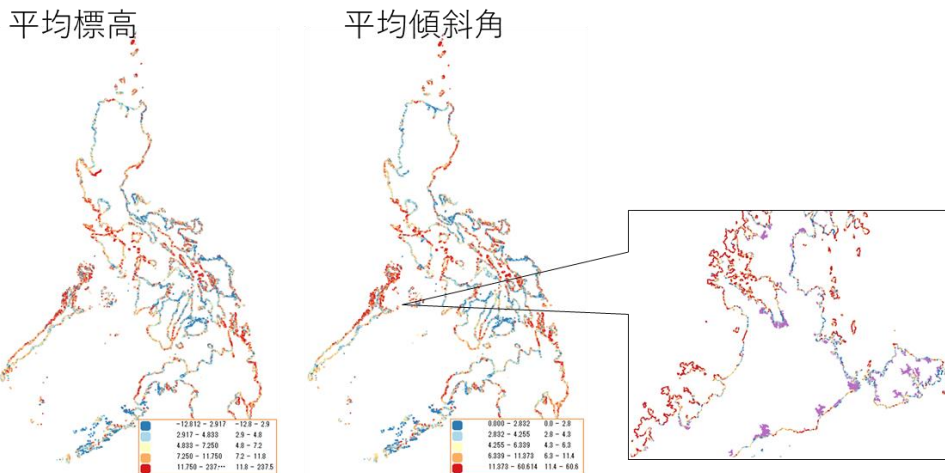 平均標高
平均傾斜角
-12.812 - 2.917 -12.8 - 2.9
2.917 - 4.833 2.9 - 4.8
4.833 - 7.250 4.8 - 7.2
7.250 - 11.750 7.2 - 11.8
11.750 - 237… 11.8 - 237.5
0.000 - 2.832 0.0 - 2.8
2.832 - 4.255 2.8 - 4.3
4.255 - 6.339 4.3 - 6.3
6.339 - 11.373 6.3 - 11.4
11.373 - 60.614 11.4 - 60.6